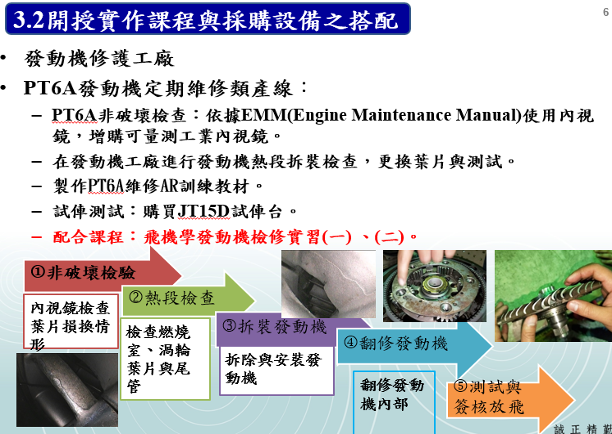 6
3.2開授實作課程與採購設備之搭配
• 發動機修護工廠
• PT6A發動機定期維修類產線：
– PT6A非破壞檢查：依據EMM(Engine Maintenance Manual)使用內視
鏡，增購可量測工業內視鏡。
– 在發動機工廠進行發動機熱段拆裝檢查，更換葉片與測試。
– 製作PT6A維修AR訓練教材。
– 試俥測試：購買JT15D試俥台。
– 配合課程：飛機學發動機檢修實習(一) 、(二)。
①非破壞檢驗
內視鏡檢查
葉片損換情
形
②熱段檢查
檢查燃燒
室、渦輪
葉片與尾
管
③拆裝發動機
拆除與安裝發
動機
④翻修發動機
翻修發動
機內部
⑤測試與
簽核放飛
誠 正 精 勤